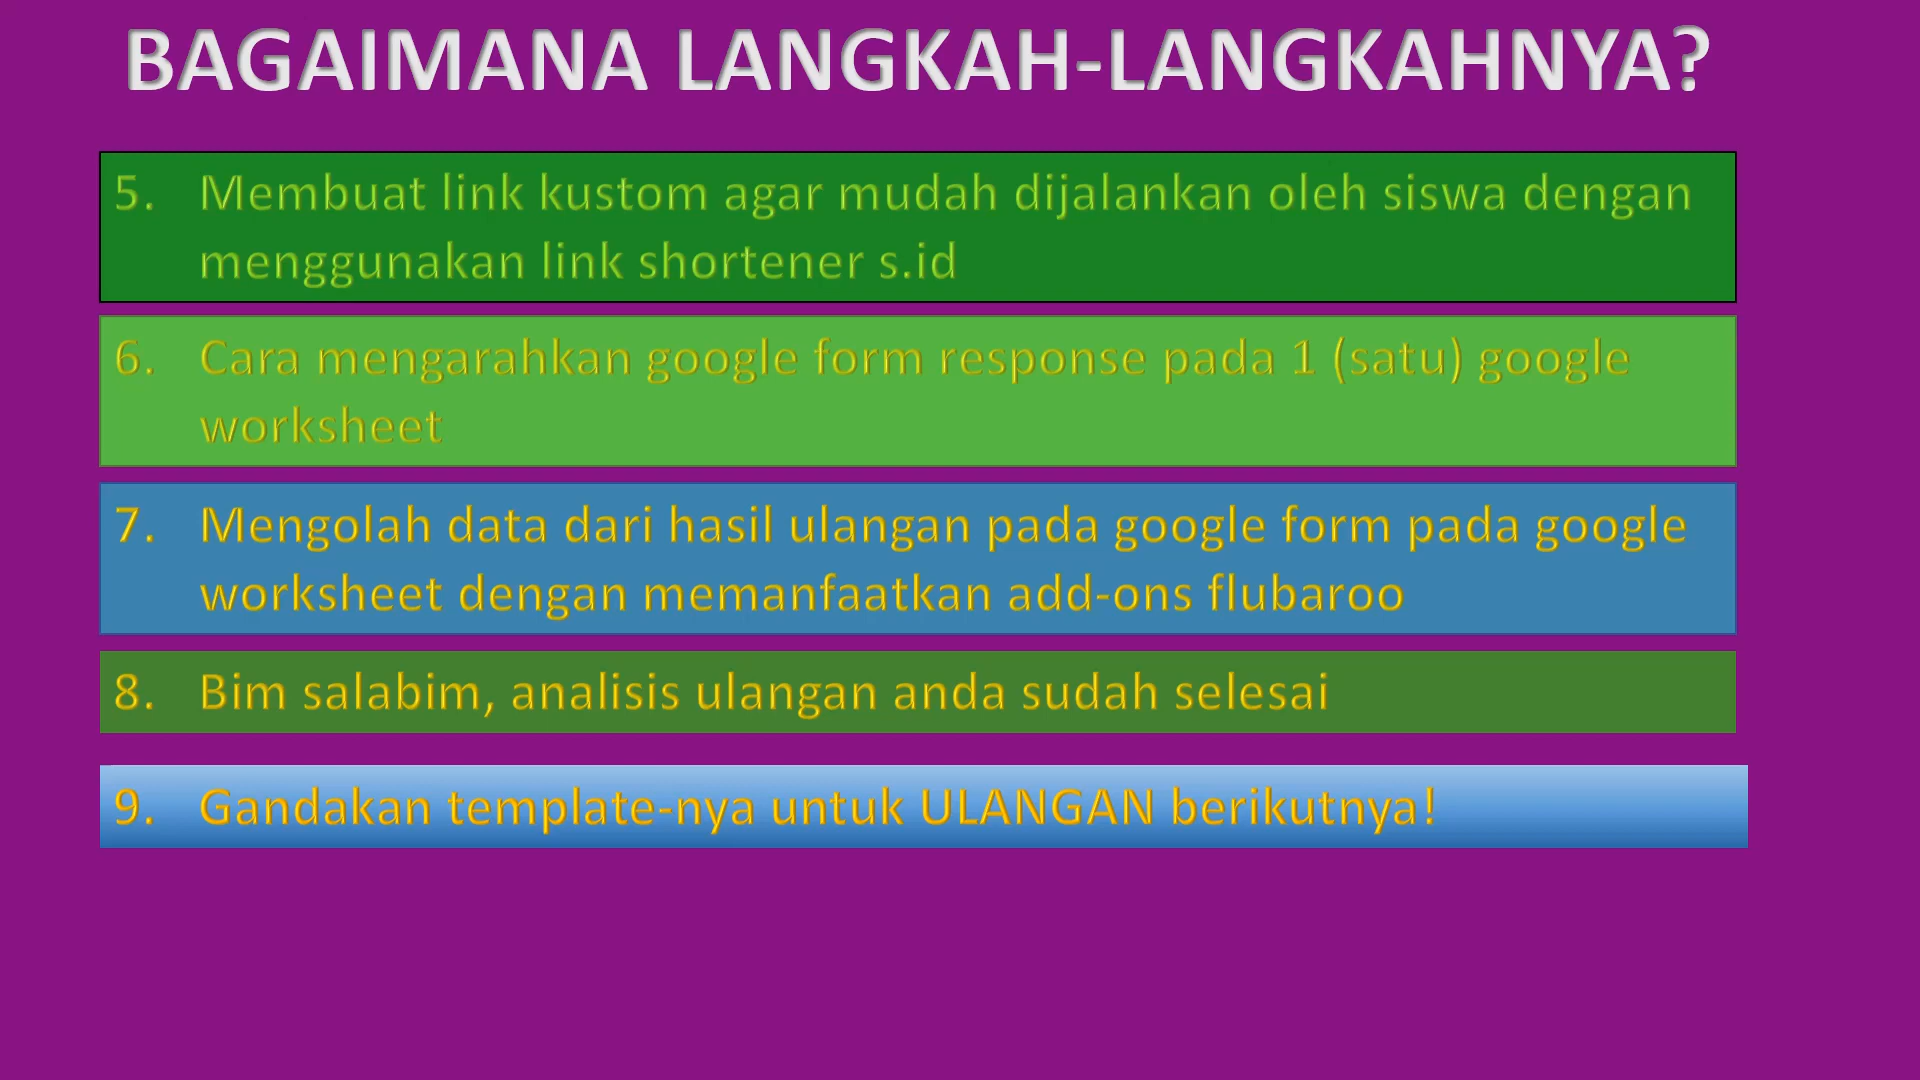 BAGAIMANA LANGKAH-LANGKAHNYA?
5. Membuat link kustom agar mudah dijalankan oleh siswa dengan
menggunakan link shortener s.id
6. Cara mengarahkan google form response pada 1 (satu) google
worksheet
7. Mengolah data dari hasil ulangan pada google form pada google
worksheet dengan memanfaatkan add-ons flubaroo
8. Bim salabim, analisis ulangan anda sudah selesai
9. Gandakan template-nya untuk ULANGAN berikutnya!